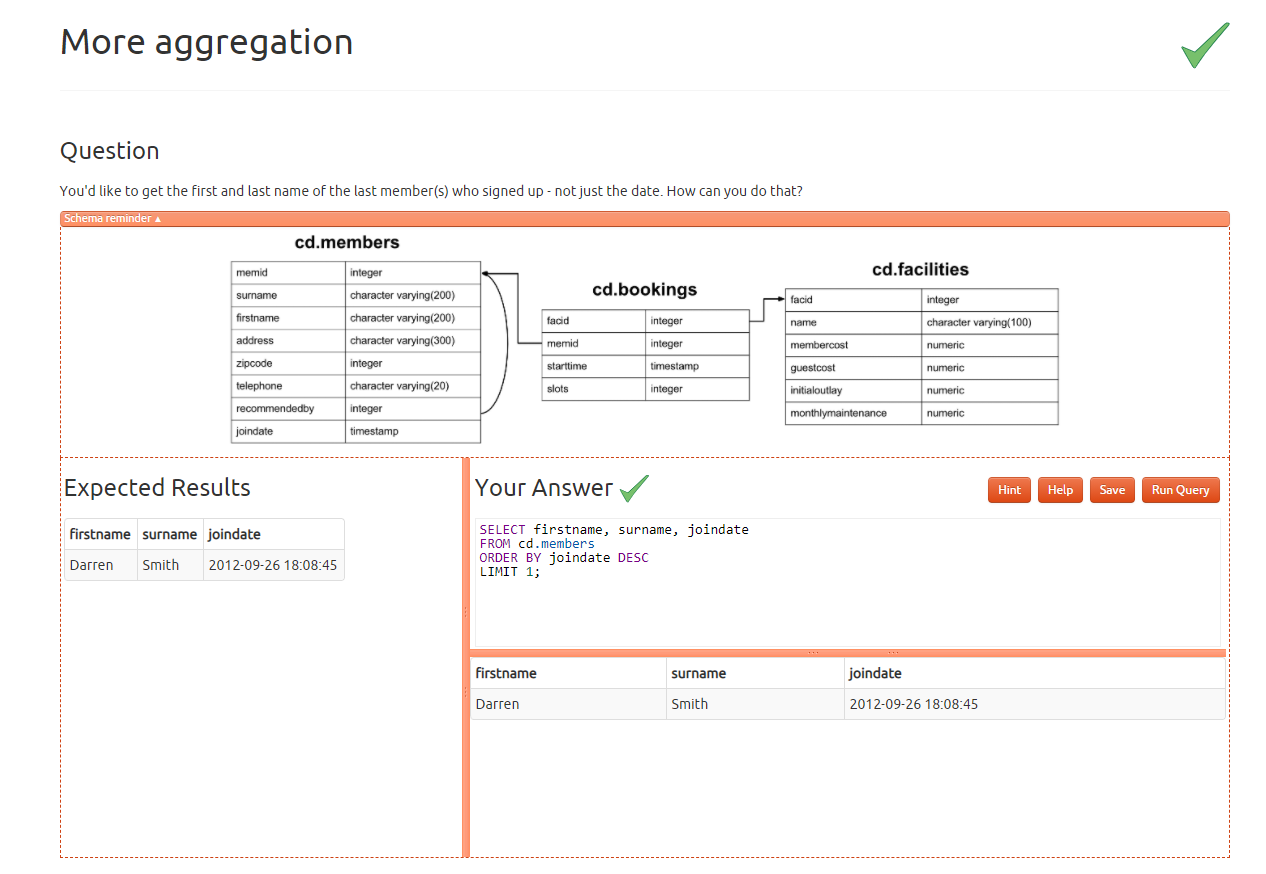 More aggregation
Question
You'd like to get the first and last name of the last member(s) who signed up - not just the date. How can you do that?
Schema reminder ▲
cd.members
memid integer
surname character varying(200)
firstname character varying(200)
address character varying(300)
zipcode integer
telephone character varying(20)
recommendedby integer
joindate timestamp
cd.bookings
facid integer
memid integer
starttime timestamp
slots integer
cd.facilities
facid integer
name character varying(100)
membercost numeric
guestcost numeric
initialoutlay numeric
monthlymaintenance numeric
Expected Results
firstname surname joindate
Darren Smith 2012-09-26 18:08:45
Your Answer
Hint Help Save Run Query
SELECT firstname, surname, joindate
FROM cd.members
ORDER BY joindate DESC
LIMIT 1;
firstname surname joindate
Darren Smith 2012-09-26 18:08:45